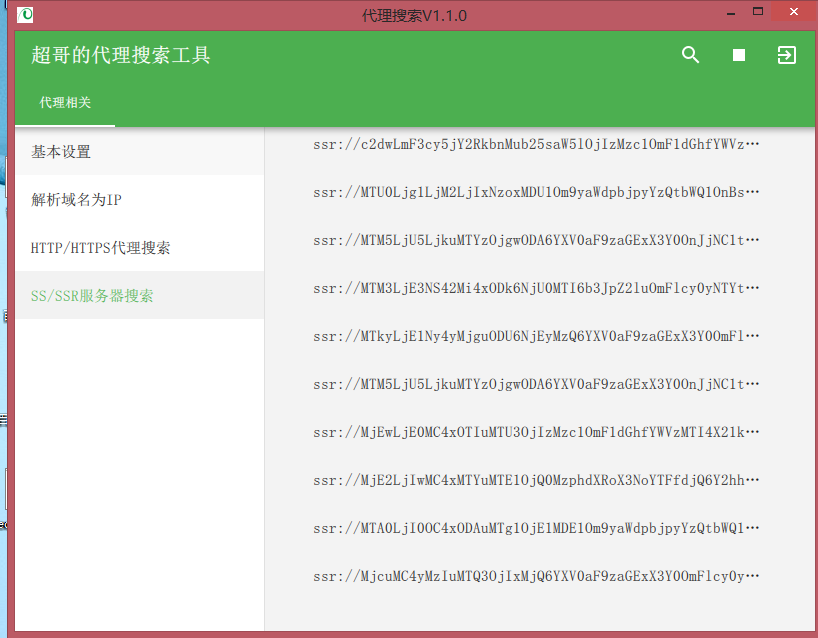 代理搜索V1.1.0
超哥的代理搜索工具
代理相关
基本设置
解析域名为IP
HTTP/HTTPS代理搜索
SS/SSR服务器搜索
ssr://c2dwLmF3cy5jY2RkbnMub25saW5lOjIzMzc1OmF1dGhfYWVz…
ssr://MTU0Ljg1LjM2LjIxNzoxMDU1Om9yaWdpbjpyYzQtbWQ1OnBs…
ssr://MTM5LjU5LjkuMTYzOjgwODA6YXV0aF9zaGExX3Y0OnJjNC1t…
ssr://MTM3LjE3NS42Mi4xODk6NjU0MTI6b3JpZ2luOmFlcy0yNTYt…
ssr://MTkyLjE1Ny4yMjguODU6NjEyMzQ6YXV0aF9zaGExX3Y0OmFl…
ssr://MTM5LjU5LjkuMTYzOjgwODA6YXV0aF9zaGExX3Y0OnJjNC1t…
ssr://MjEwLjE0MC4xOTIuMTU3OjIzMzc1OmF1dGhfYWVzMTI4X21k…
ssr://MjE2LjIwMC4xMTYuMTE1OjQ0MzphdXRoX3NoYTFfdjQ6Y2hh…
ssr://MTA0LjI0OC4xODAuMTg1OjE1MDE1Om9yaWdpbjpyYzQtbWQ1…
ssr://MjcuMC4yMzIuMTQ3OjIxMjQ6YXV0aF9zaGExX3Y0OmFlcy0y…